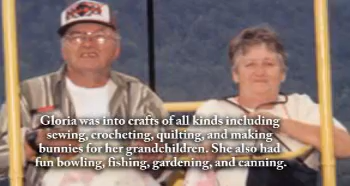 Gloria was into crafts of all kinds including
sewing, crocheting, quilting, and making
bunnies for her grandchildren. She also had
fun bowling, fishing, gardening, and canning.